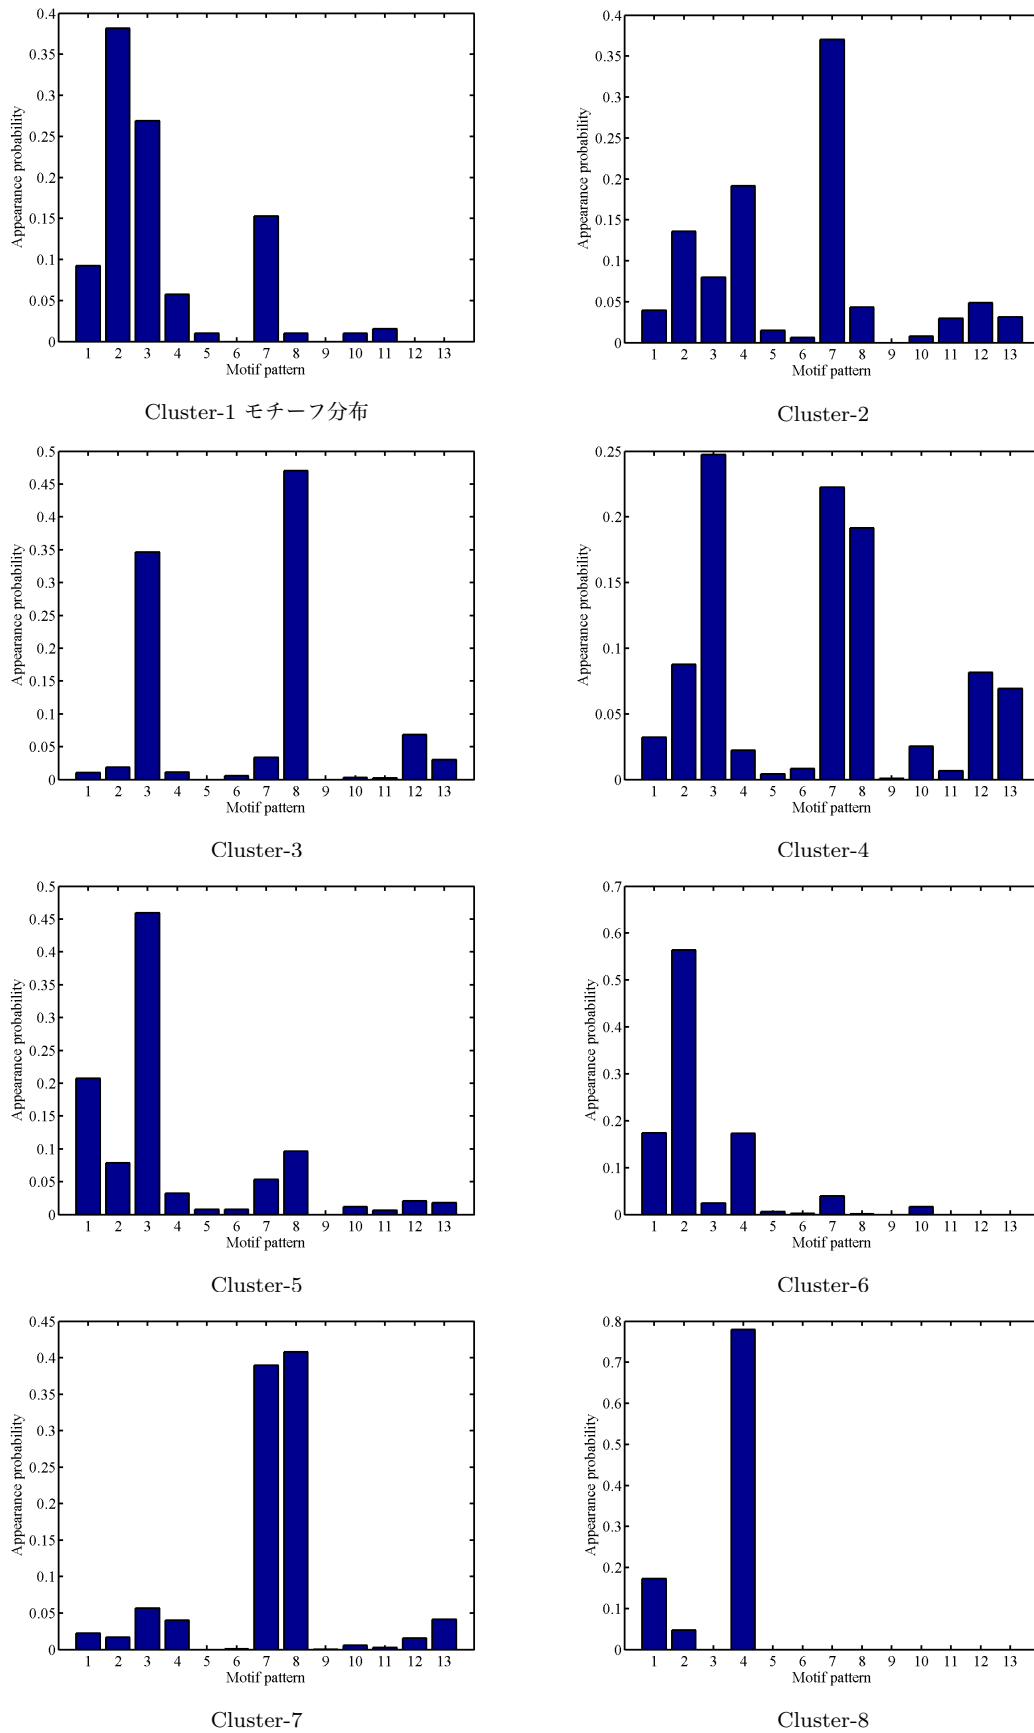 0.4
0.35
0.3
0.25
0.2
0.15
0.1
0.05
0
Appearance probability
1 2 3 4 5 6 7 8 9 10 11 12 13
Motif pattern
Cluster-1 モチーフ分布
0.4
0.35
0.3
0.25
0.2
0.15
0.1
0.05
0
Appearance probability
1 2 3 4 5 6 7 8 9 10 11 12 13
Motif pattern
Cluster-2
0.5
0.45
0.4
0.35
0.3
0.25
0.2
0.15
0.1
0.05
0
Appearance probability
1 2 3 4 5 6 7 8 9 10 11 12 13
Motif pattern
Cluster-3
0.25
0.2
0.15
0.1
0.05
0
Appearance probability
1 2 3 4 5 6 7 8 9 10 11 12 13
Motif pattern
Cluster-4
0.5
0.45
0.4
0.35
0.3
0.25
0.2
0.15
0.1
0.05
0
Appearance probability
1 2 3 4 5 6 7 8 9 10 11 12 13
Motif pattern
Cluster-5
0.7
0.6
0.5
0.4
0.3
0.2
0.1
0
Appearance probability
1 2 3 4 5 6 7 8 9 10 11 12 13
Motif pattern
Cluster-6
0.45
0.4
0.35
0.3
0.25
0.2
0.15
0.1
0.05
0
Appearance probability
1 2 3 4 5 6 7 8 9 10 11 12 13
Motif pattern
Cluster-7
0.8
0.7
0.6
0.5
0.4
0.3
0.2
0.1
0
Appearance probability
1 2 3 4 5 6 7 8 9 10 11 12 13
Motif pattern
Cluster-8